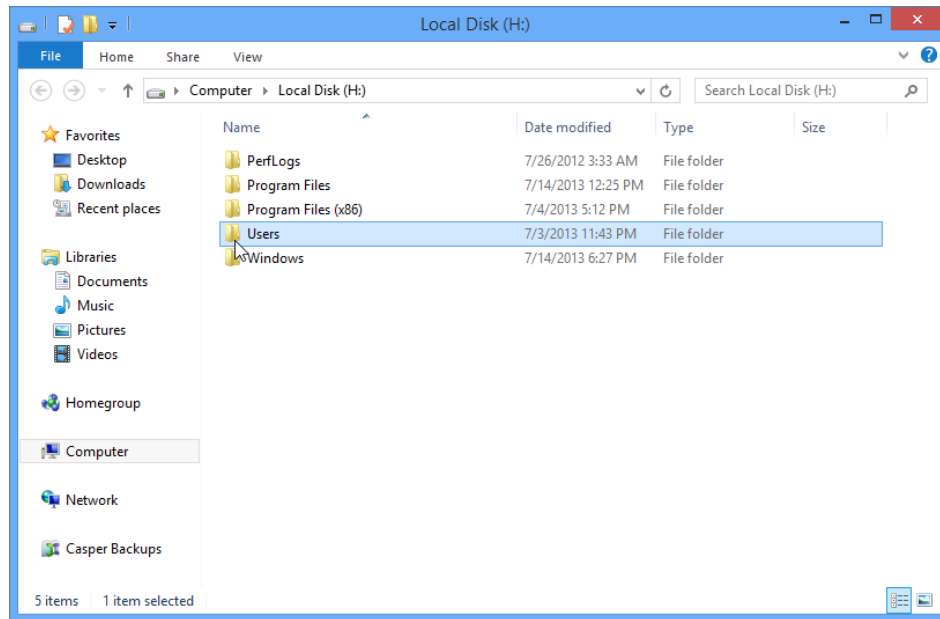 Local Disk (H:)
File Home Share View
Computer Local Disk (H:) Search Local Disk (H:)
Favorites
Desktop
Downloads
Recent places
Libraries
Documents
Music
Pictures
Videos
Homegroup
Computer
Network
Casper Backups
Name Date modified Type Size
PerfLogs 7/26/2012 3:33 AM File folder
Program Files 7/14/2013 12:25 PM File folder
Program Files (x86) 7/4/2013 5:12 PM File folder
Users 7/3/2013 11:43 PM File folder
Windows 7/14/2013 6:27 PM File folder
5 items 1 item selected